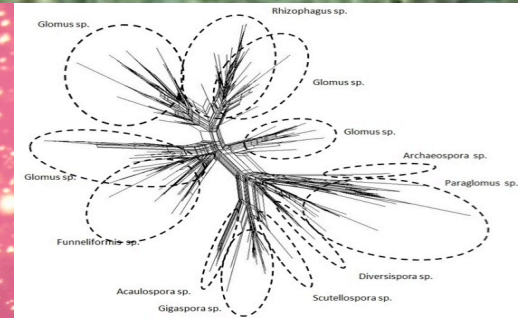 Rhizophagus sp.
Glomus sp.
Glomus sp.
Glomus sp.
Archaeospora sp.
Glomus sp.
Paraglomus sp.
Funneliformis sp.
Diversispora sp.
Acaulospora sp.
Scutellospora sp.
Gigaspora sp.